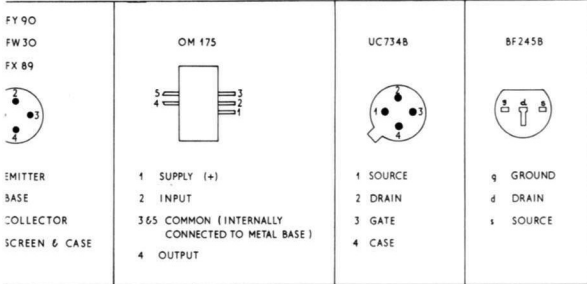 FY 90
FW 30
FX 89
2
3
4
EMITTER
BASE
COLLECTOR
SCREEN & CASE
OM 175
5
4
3
2
1
1 SUPPLY (+)
2 INPUT
3&5 COMMON (INTERNALLY
CONNECTED TO METAL BASE)
4 OUTPUT
UC734B
2
1
3
4
1 SOURCE
2 DRAIN
3 GATE
4 CASE
BF245B
g d s
g GROUND
d DRAIN
s SOURCE